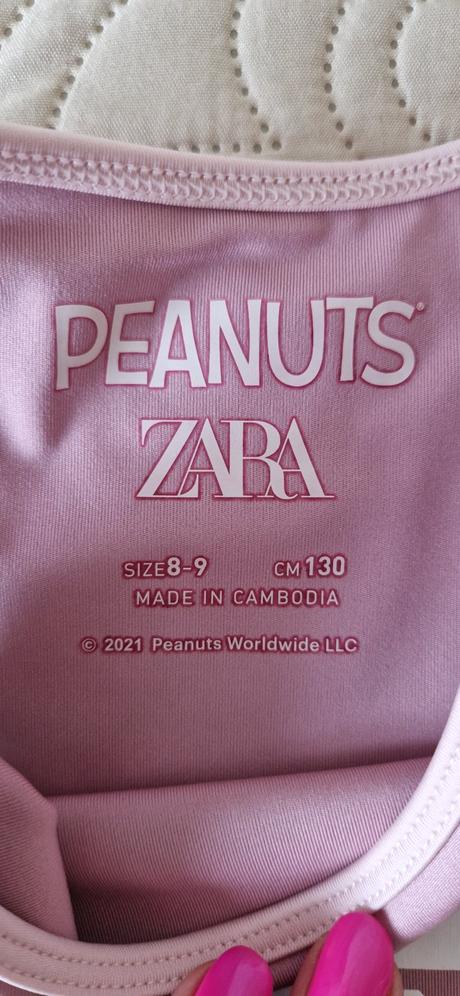 PEANUTS®
ZARA
SIZE 8-9 CM 130
MADE IN CAMBODIA
© 2021 Peanuts Worldwide LLC